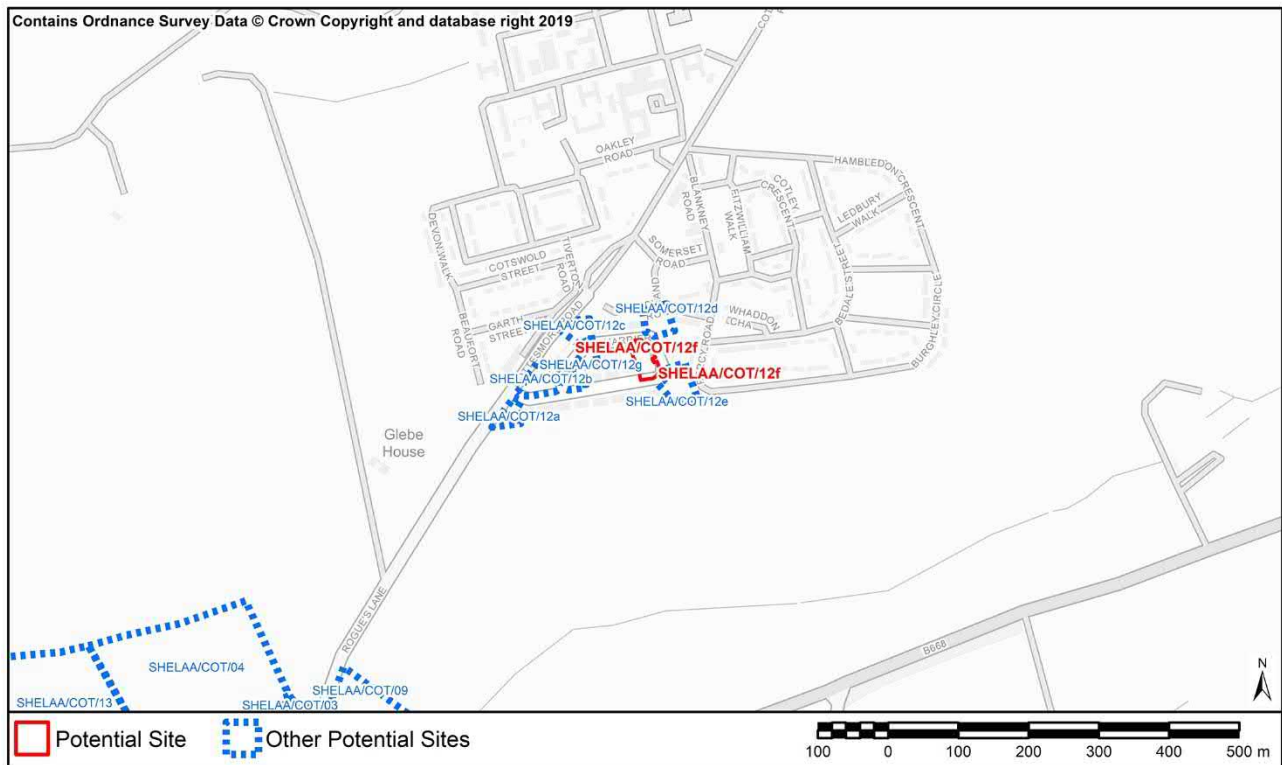 Contains Ordnance Survey Data © Crown Copyright and database right 2019
COT
OAKLEY
ROAD
HAMBLEDON
CRESCENT
BLANKNEY
ROAD
FITZWILLIAM
WALK
COTLEY
CRESCENT
LEDBURY
WALK
DEVON WALK
TIVERTON
ROAD
SOMERSET
ROAD
COTSWOLD
STREET
BEDALE STREET
BURGHLEY CIRCLE
BEAUFORT
ROAD
GARTH
STREET
WHADDON
CHA
ROAD
SHELAA/COT/12d
SHELAA/COT/12c
SHELAA/COT/12f
SHELAA/COT/12g
SHELAA/COT/12f
SHELAA/COT/12b
SHELAA/COT/12e
SHELAA/COT/12a
Glebe
House
ROGUE'S LANE
B668
SHELAA/COT/04
SHELAA/COT/09
SHELAA/COT/13
SHELAA/COT/03
N
Potential Site
Other Potential Sites
100 0 100 200 300 400 500 m